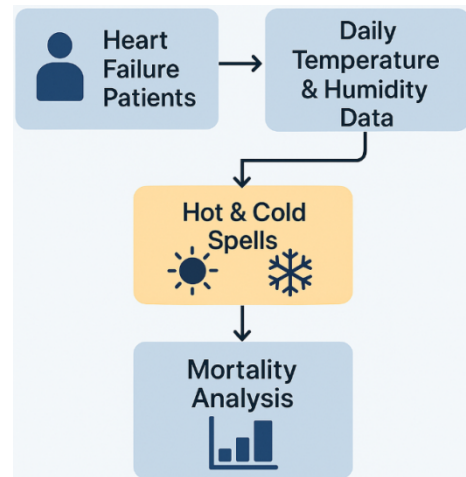 Heart
Failure
Patients
Daily
Temperature
& Humidity
Data
Hot & Cold
Spells
Mortality
Analysis